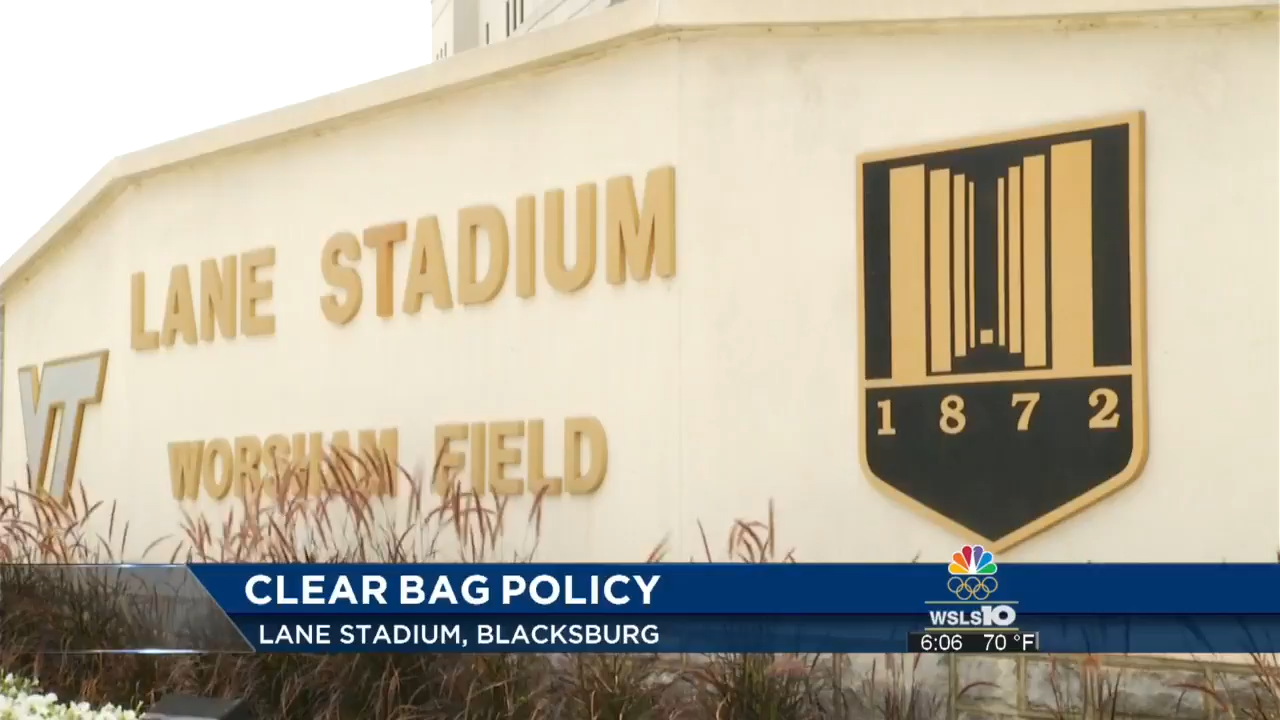 LANE STADIUM
VT
WORSHAM FIELD
1872
CLEAR BAG POLICY
LANE STADIUM, BLACKSBURG
WSLS10
6:06 70 °F